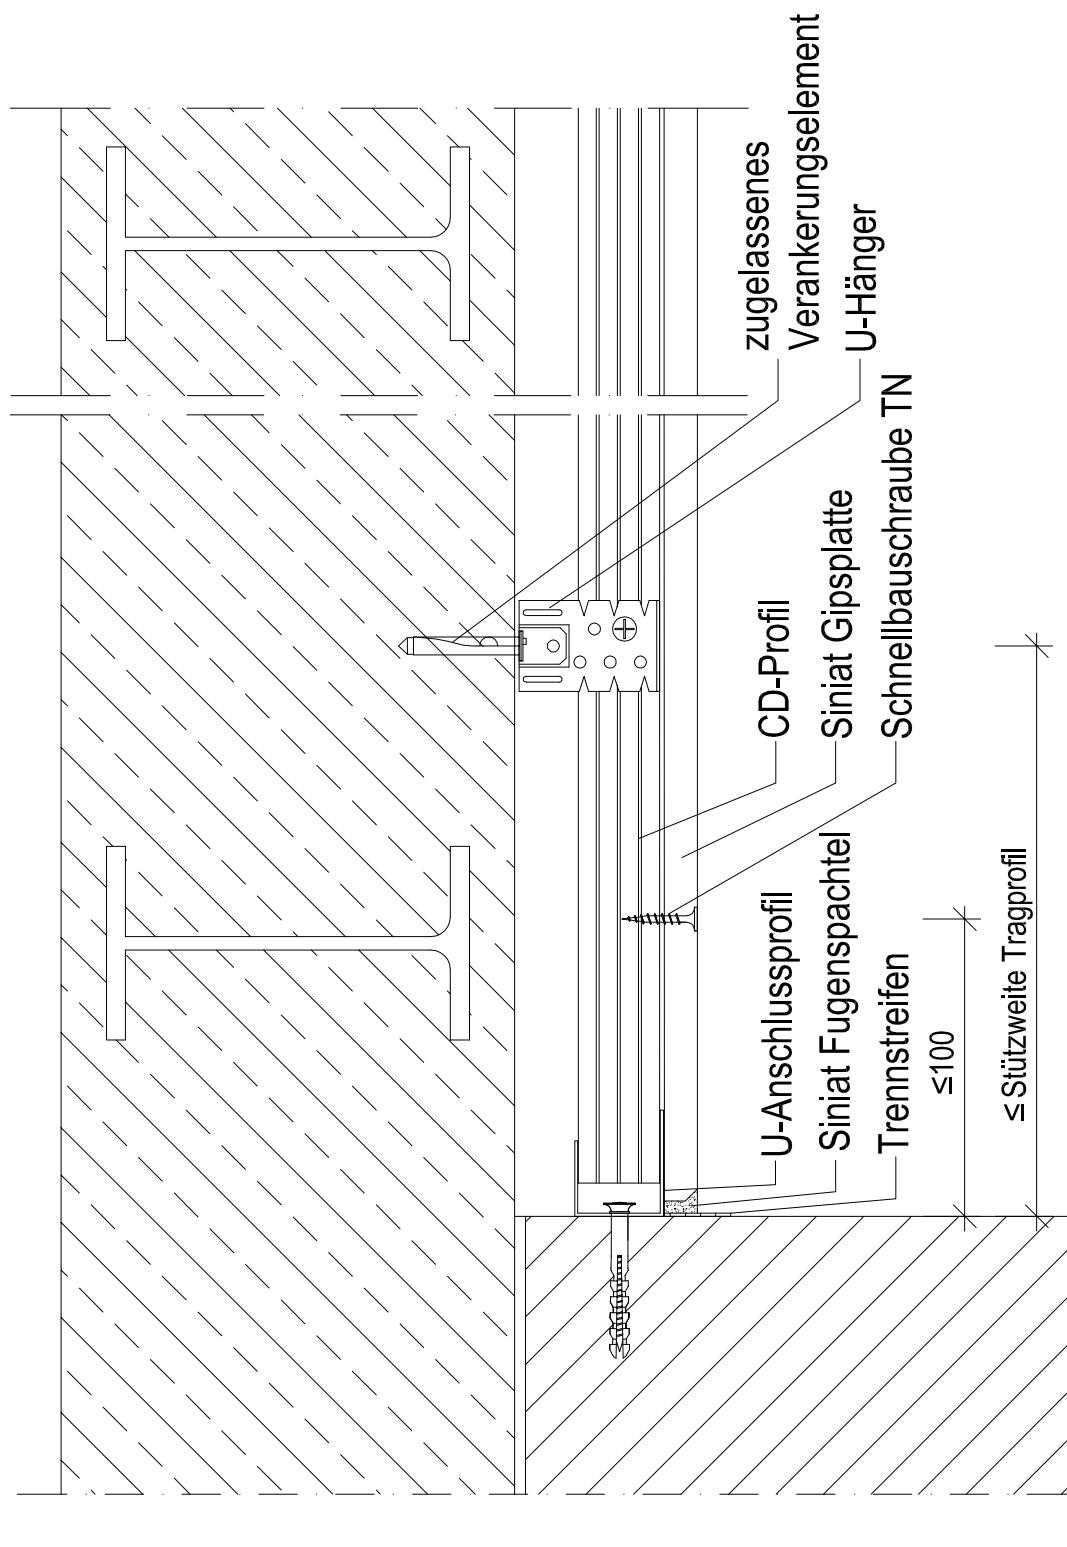 zugelassenes
Verankerungselement
U-Hänger
CD-Profil
Siniat Gipsplatte
Schnellbauschraube TN
U-Anschlussprofil
Siniat Fugenspachtel
Trennstreifen
≤100
≤ Stützweite Tragprofil